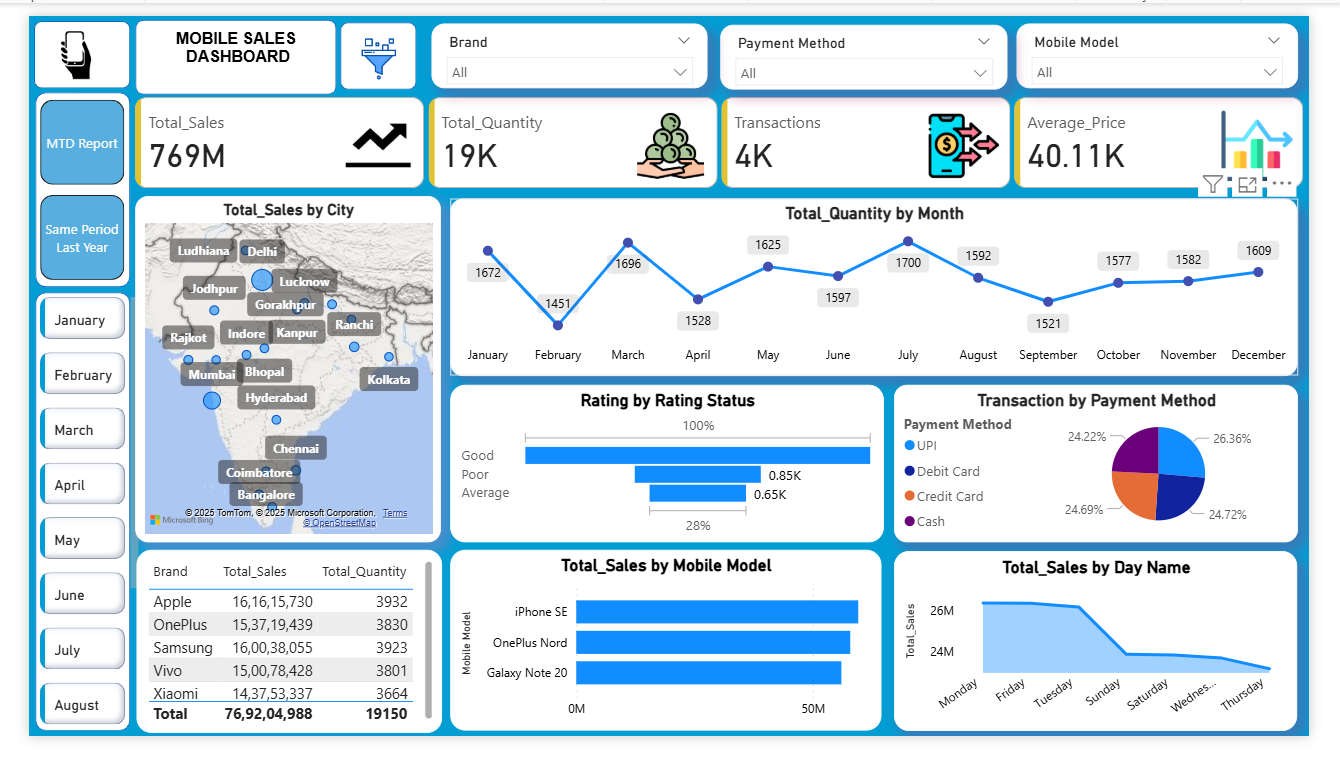 MOBILE SALES
DASHBOARD
Brand
All
Payment Method
All
Mobile Model
All
MTD Report
Same Period
Last Year
January
February
March
April
May
June
July
August
Total_Sales
769M
Total_Quantity
19K
Transactions
4K
Average_Price
40.11K
Total_Sales by City
Ludhiana
Delhi
Jodhpur
Lucknow
Gorakhpur
Rajkot
Indore
Kanpur
Ranchi
Mumbai
Bhopal
Kolkata
Hyderabad
Chennai
Coimbatore
Bangalore
© 2025 TomTom, © 2025 Microsoft Corporation, Terms
Microsoft Bing
© OpenStreetMap
Total_Quantity by Month
1672
1451
1696
1528
1625
1597
1700
1592
1521
1577
1582
1609
January February March April May June July August September October November December
Rating by Rating Status
100%
Good
Poor 0.85K
Average 0.65K
28%
Transaction by Payment Method
Payment Method
UPI
Debit Card
Credit Card
Cash
24.22%
26.36%
24.69%
24.72%
Brand Total_Sales Total_Quantity
Apple 16,16,15,730 3932
OnePlus 15,37,19,439 3830
Samsung 16,00,38,055 3923
Vivo 15,00,78,428 3801
Xiaomi 14,37,53,337 3664
Total 76,92,04,988 19150
Total_Sales by Mobile Model
Mobile Model
iPhone SE
OnePlus Nord
Galaxy Note 20
0M 50M
Total_Sales by Day Name
Total_Sales
26M
24M
Monday Friday Tuesday Sunday Saturday Wednes... Thursday